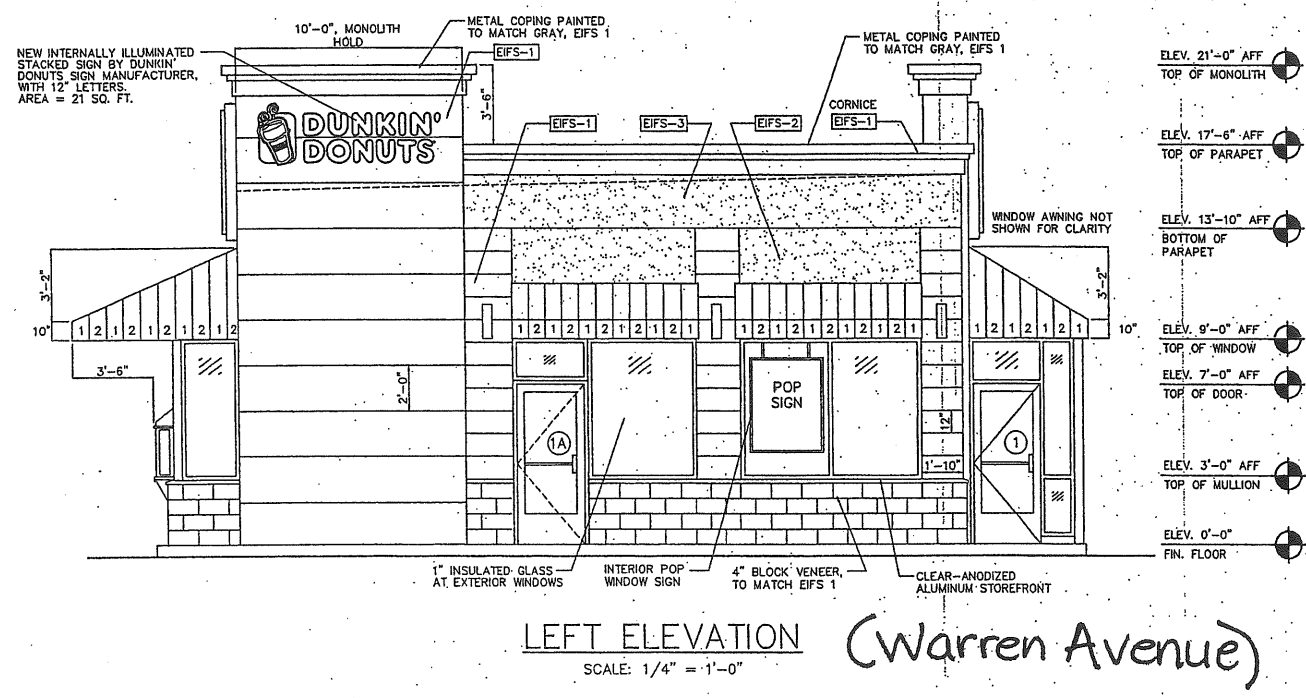 10'-0", MONOLITH
HOLD
METAL COPING PAINTED
TO MATCH GRAY, EIFS 1
EIFS-1
NEW INTERNALLY ILLUMINATED
STACKED SIGN BY DUNKIN'
DONUTS SIGN MANUFACTURER,
WITH 12" LETTERS.
AREA = 21 SQ. FT.
METAL COPING PAINTED
TO MATCH GRAY, EIFS 1
3'-6"
DUNKIN'
DONUTS
EIFS-1
EIFS-3
EIFS-2
CORNICE
EIFS-1
WINDOW AWNING NOT
SHOWN FOR CLARITY
3'-2"
10"
3'-6"
1 2 1 2 1 2 1 2 1 2
1 2 1 2 1 2 1 2 1 2 1
1 2 1 2 1 2 1 2 1 2 1
1 2 1 2 1 2 1
3'-2"
10"
2'-0"
1A
POP
SIGN
12"
1'-10"
1
ELEV. 21'-0" AFF
TOP OF MONOLITH
ELEV. 17'-6" AFF
TOP OF PARAPET
ELEV. 13'-10" AFF
BOTTOM OF
PARAPET
ELEV. 9'-0" AFF
TOP OF WINDOW
ELEV. 7'-0" AFF
TOP OF DOOR
ELEV. 3'-0" AFF
TOP OF MULLION
ELEV. 0'-0"
FIN. FLOOR
1" INSULATED GLASS
AT EXTERIOR WINDOWS
INTERIOR POP
WINDOW SIGN
4" BLOCK VENEER,
TO MATCH EIFS 1
CLEAR-ANODIZED
ALUMINUM STOREFRONT
LEFT ELEVATION
SCALE: 1/4" = 1'-0"
(Warren Avenue)